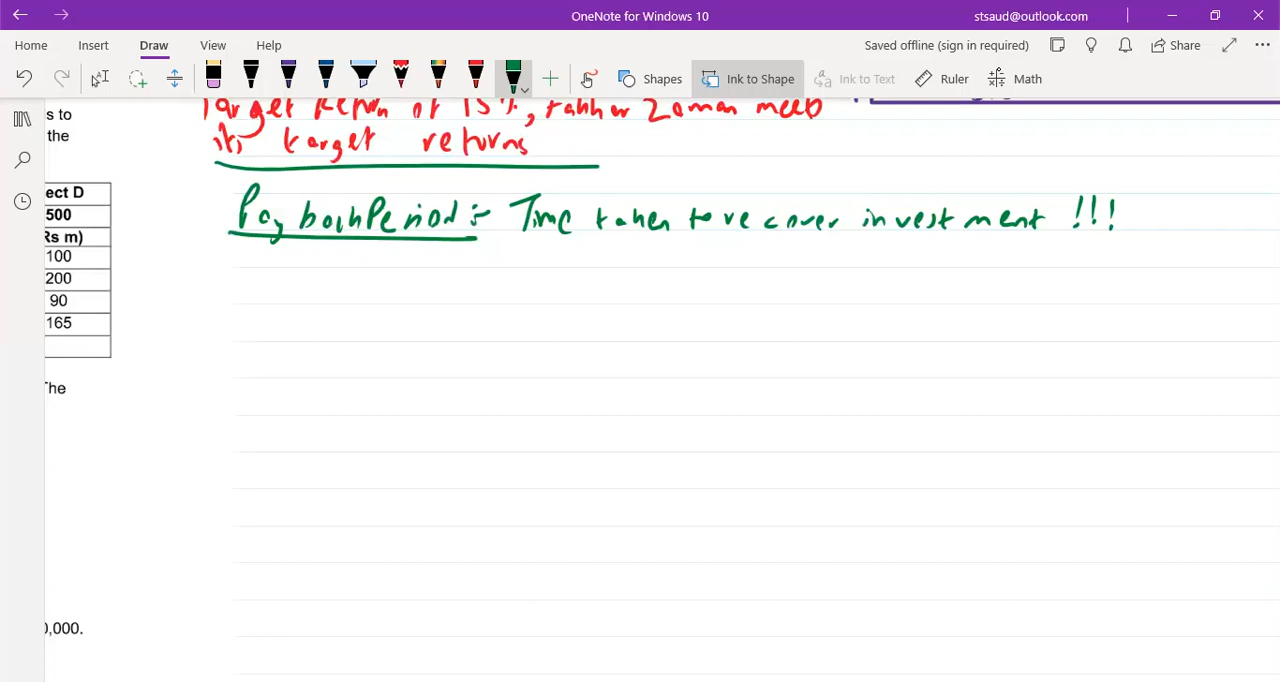 OneNote for Windows 10
stsaud@outlook.com
Home Insert Draw View Help
Saved offline (sign in required)
Share
Shapes
Ink to Shape
Ink to Text
Ruler
Math
s to
the
ect D
500
Rs m)
100
200
90
165
The
0,000.
Target Return of 15%, rather Zaman meets
its target returns
Payback Period :- Time taken to recover investment !!!